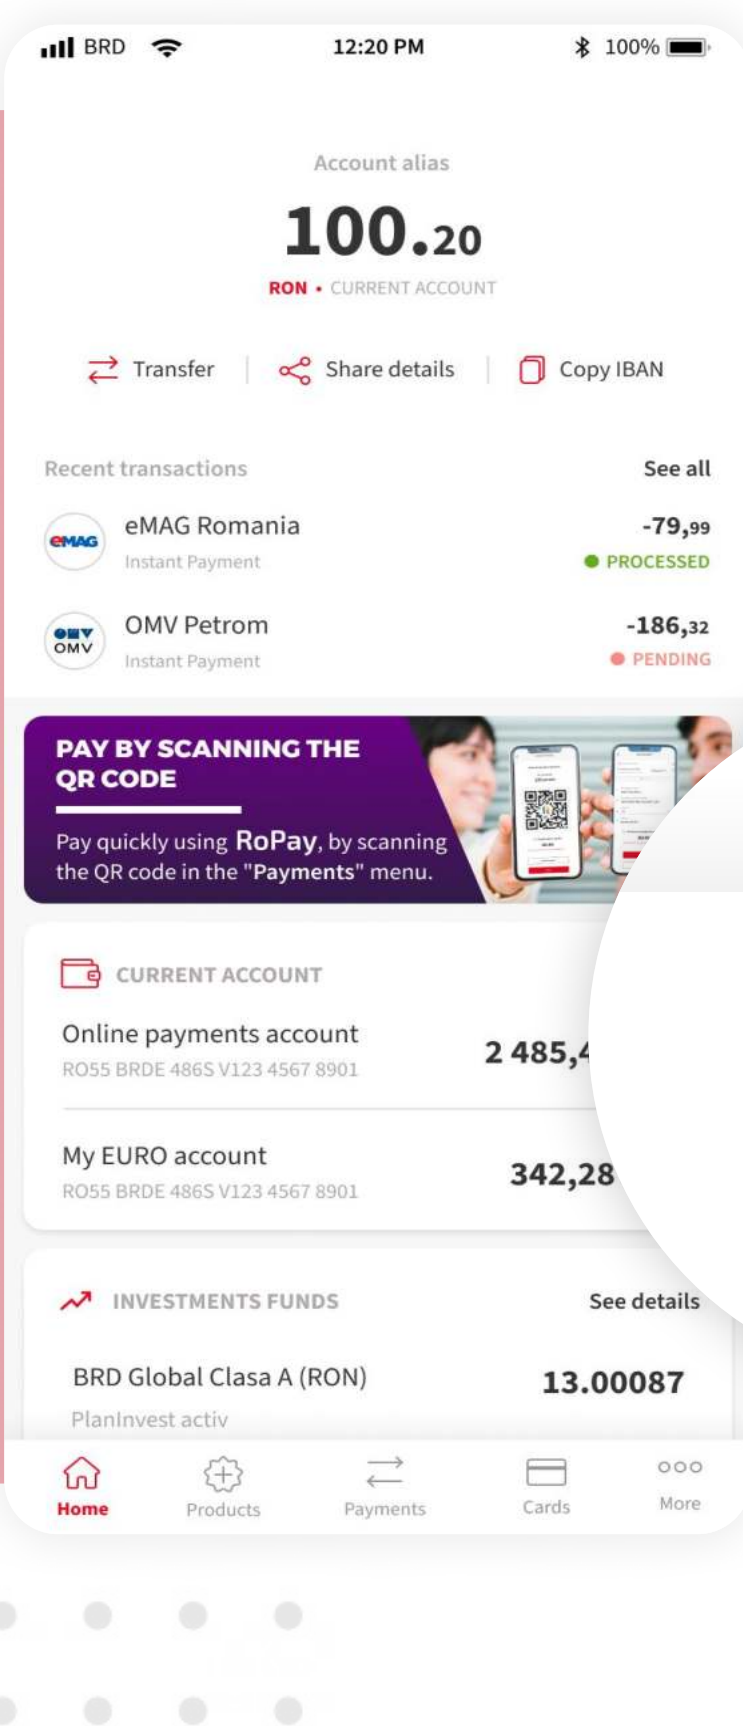 BRD 12:20 PM 100%
Account alias
100.20
RON • CURRENT ACCOUNT
Transfer Share details Copy IBAN
Recent transactions See all
eMAG eMAG Romania -79,99
Instant Payment PROCESSED
OMV OMV Petrom -186,32
Instant Payment PENDING
PAY BY SCANNING THE
QR CODE
Pay quickly using RoPay, by scanning
the QR code in the "Payments" menu.
CURRENT ACCOUNT
Online payments account 2 485,4
RO55 BRDE 486S V123 4567 8901
My EURO account 342,28
RO55 BRDE 486S V123 4567 8901
INVESTMENTS FUNDS See details
BRD Global Clasa A (RON) 13.00087
PlanInvest activ
Home Products Payments Cards More